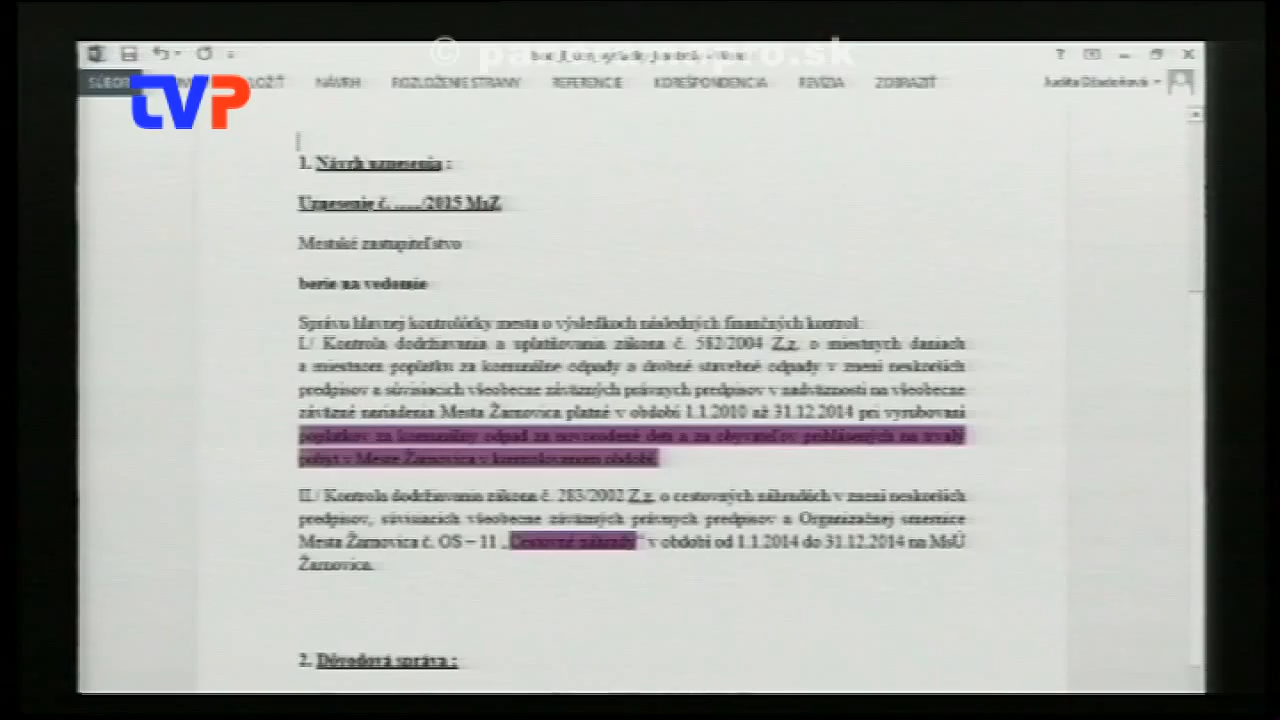 TVP
SÚBOR
NÁVRH ROZLOŽENIE STRANY REFERENCIE KOREŠPONDENCIA REVÍZIA ZOBRAZIŤ
1. Návrh uznesenia :
Uznesenie č. ....../2015 MsZ
Mestské zastupiteľstvo
berie na vedomie
Správu hlavnej kontrolórky mesta o výsledkoch následných finančných kontrol:
I./ Kontrola dodržiavania a uplatňovania zákona č. 582/2004 Z.z. o miestnych daniach
a miestnom poplatku za komunálne odpady a drobné stavebné odpady v znení neskorších
predpisov a súvisiacich všeobecne záväzných právnych predpisov v nadväznosti na všeobecne
záväzné nariadenia Mesta Žarnovica platné v období 1.1.2010 až 31.12.2014 pri vyrubovaní
poplatkov za komunálny odpad za novorodené deti a za obyvateľov prihlásených na trvalý
pobyt v Meste Žarnovica v kontrolovanom období.
II./ Kontrola dodržiavania zákona č. 283/2002 Z.z. o cestovných náhradách v znení neskorších
predpisov, súvisiacich všeobecne záväzných právnych predpisov a Organizačnej smernice
Mesta Žarnovica č. OS – 11 „Cestovné náhrady“ v období od 1.1.2014 do 31.12.2014 na MsÚ
Žarnovica.
2. Dôvodová správa :